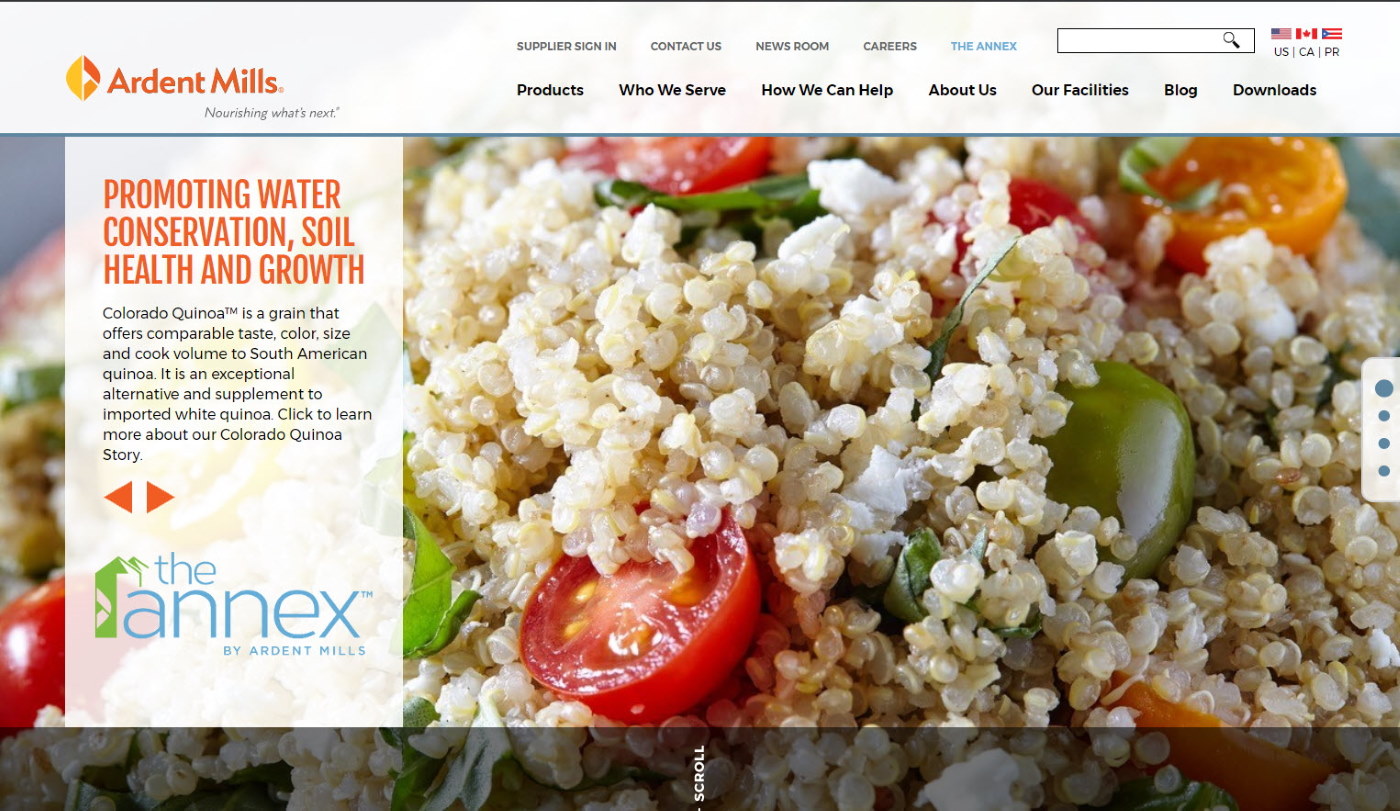 SUPPLIER SIGN IN CONTACT US NEWS ROOM CAREERS THE ANNEX
US | CA | PR
Ardent Mills®
Nourishing what's next.®
Products Who We Serve How We Can Help About Us Our Facilities Blog Downloads
PROMOTING WATER
CONSERVATION, SOIL
HEALTH AND GROWTH
Colorado Quinoa™ is a grain that
offers comparable taste, color, size
and cook volume to South American
quinoa. It is an exceptional
alternative and supplement to
imported white quinoa. Click to learn
more about our Colorado Quinoa
Story.
the
annex™
BY ARDENT MILLS
SCROLL